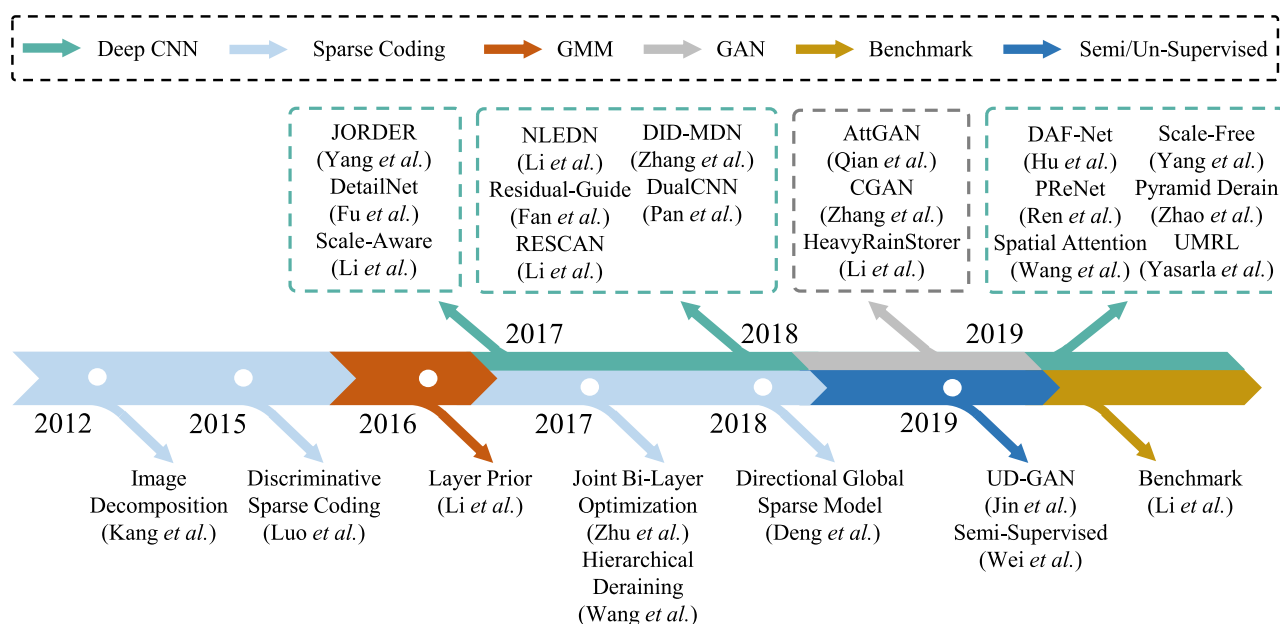 Deep CNN
Sparse Coding
GMM
GAN
Benchmark
Semi/Un-Supervised
JORDER
(Yang et al.)
DetailNet
(Fu et al.)
Scale-Aware
(Li et al.)
NLEDN
(Li et al.)
Residual-Guide
(Fan et al.)
RESCAN
(Li et al.)
DID-MDN
(Zhang et al.)
DualCNN
(Pan et al.)
AttGAN
(Qian et al.)
CGAN
(Zhang et al.)
HeavyRainStorer
(Li et al.)
DAF-Net
(Hu et al.)
PReNet
(Ren et al.)
Spatial Attention
(Wang et al.)
Scale-Free
(Yang et al.)
Pyramid Derain
(Zhao et al.)
UMRL
(Yasarla et al.)
2017
2018
2019
2012
2015
2016
2017
2018
2019
Image
Decomposition
(Kang et al.)
Discriminative
Sparse Coding
(Luo et al.)
Layer Prior
(Li et al.)
Joint Bi-Layer
Optimization
(Zhu et al.)
Hierarchical
Deraining
(Wang et al.)
Directional Global
Sparse Model
(Deng et al.)
UD-GAN
(Jin et al.)
Semi-Supervised
(Wei et al.)
Benchmark
(Li et al.)